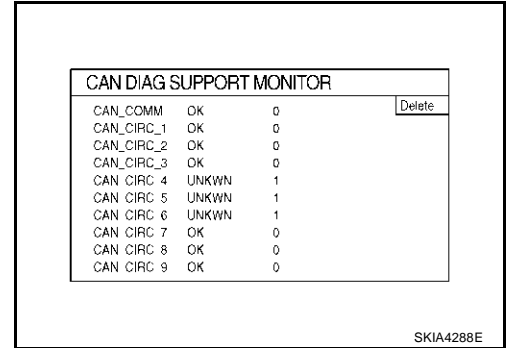 CAN DIAG SUPPORT MONITOR
Delete
CAN_COMM OK 0
CAN_CIRC_1 OK 0
CAN_CIRC_2 OK 0
CAN_CIRC_3 OK 0
CAN CIRC 4 UNKWN 1
CAN CIRC 5 UNKWN 1
CAN CIRC 6 UNKWN 1
CAN CIRC 7 OK 0
CAN CIRC 8 OK 0
CAN CIRC 9 OK 0
SKIA4288E